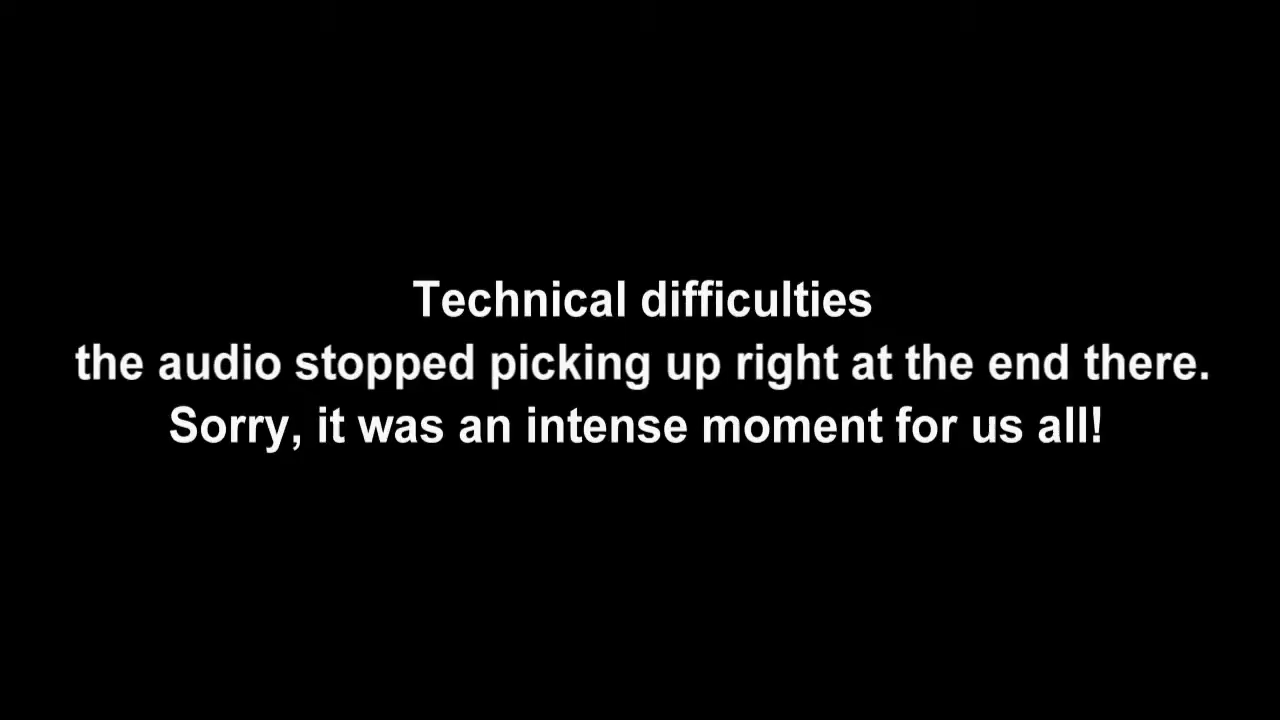 Technical difficulties
the audio stopped picking up right at the end there.
Sorry, it was an intense moment for us all!